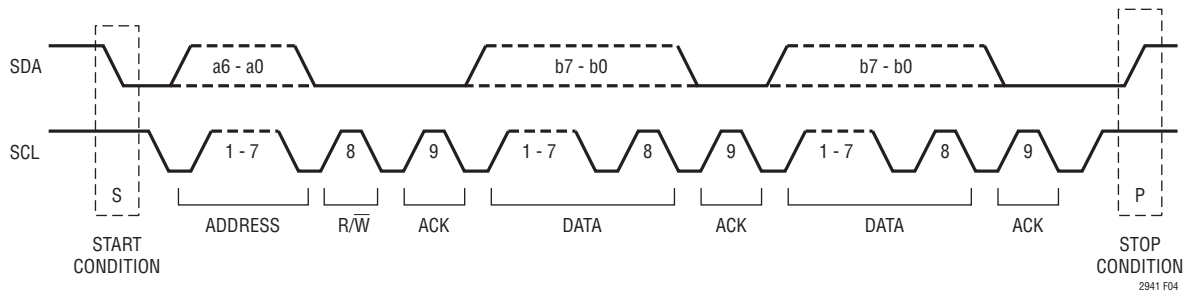 SDA
a6 - a0
b7 - b0
b7 - b0
SCL
1 - 7
8
9
1 - 7
8
9
1 - 7
8
9
S
P
ADDRESS
R/W̅
ACK
DATA
ACK
DATA
ACK
START
CONDITION
STOP
CONDITION
2941 F04